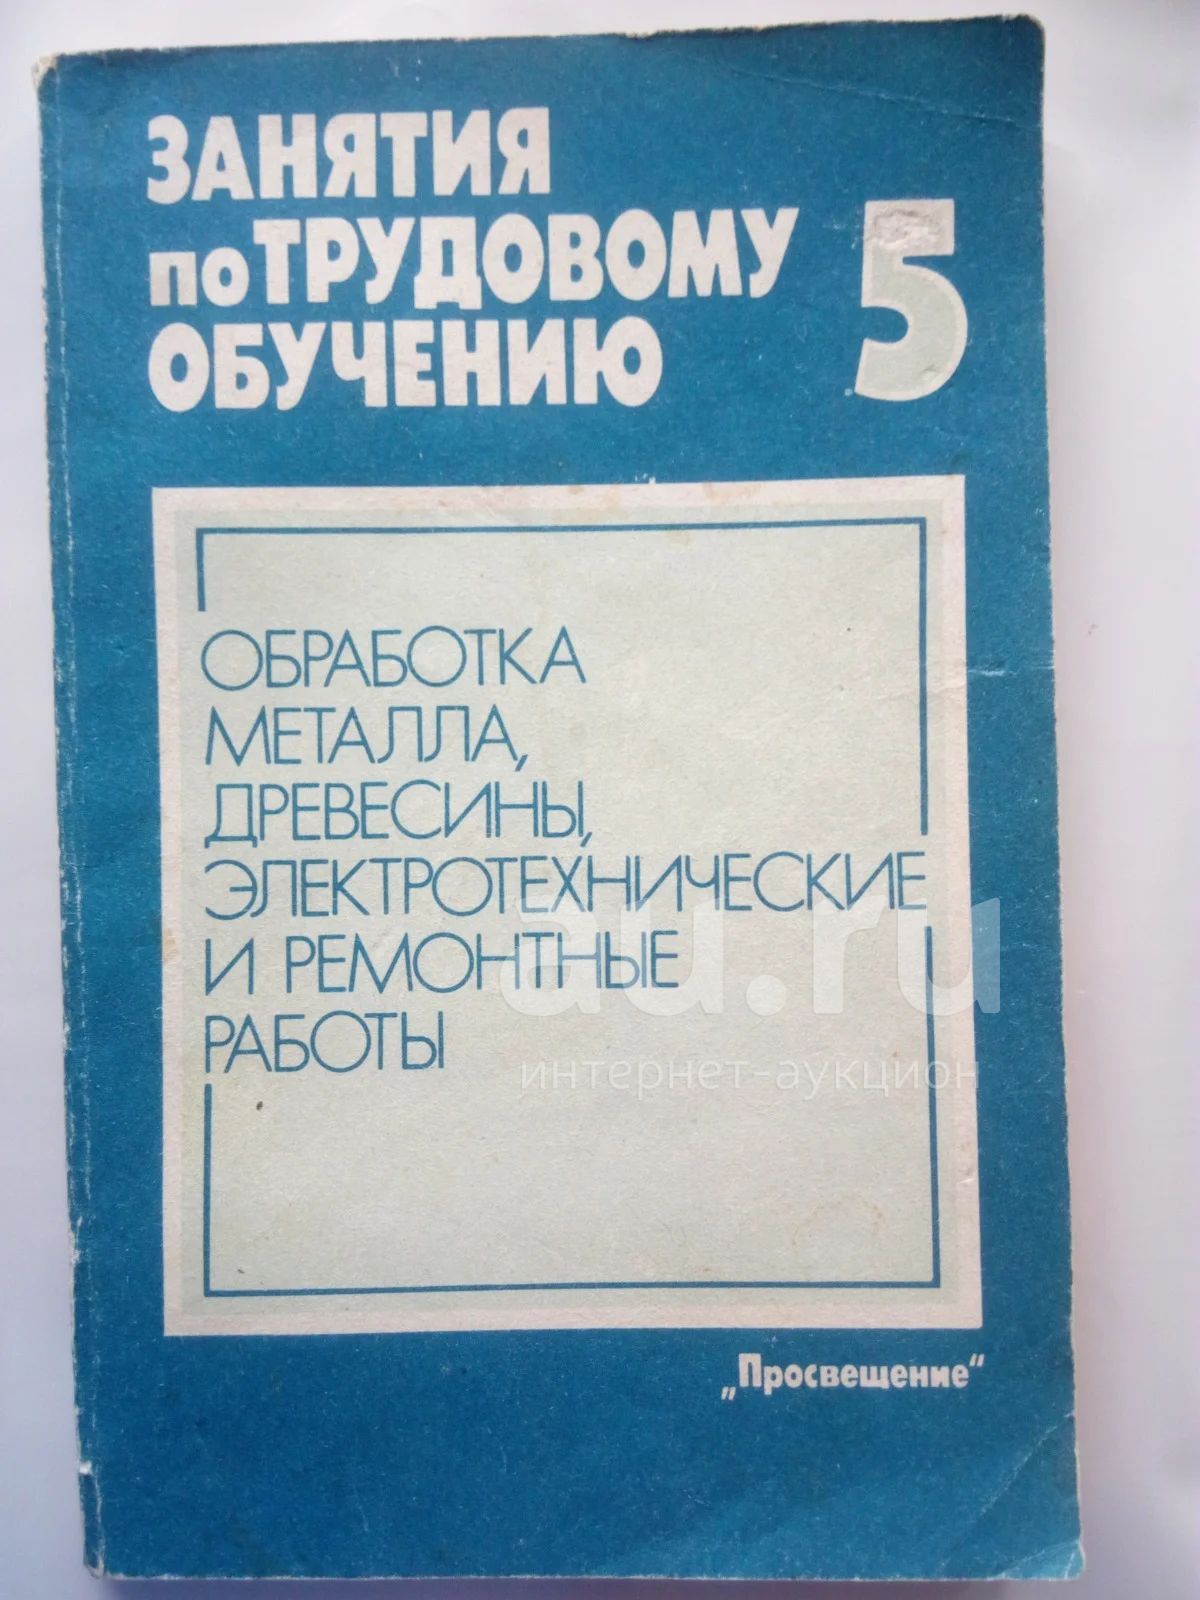 ЗАНЯТИЯ
ПО ТРУДОВОМУ 5
ОБУЧЕНИЮ
ОБРАБОТКА
МЕТАЛЛА,
ДРЕВЕСИНЫ,
ЭЛЕКТРОТЕХНИЧЕСКИЕ
И РЕМОНТНЫЕ
РАБОТЫ
au.ru
интернет-аукцион
„Просвещение“